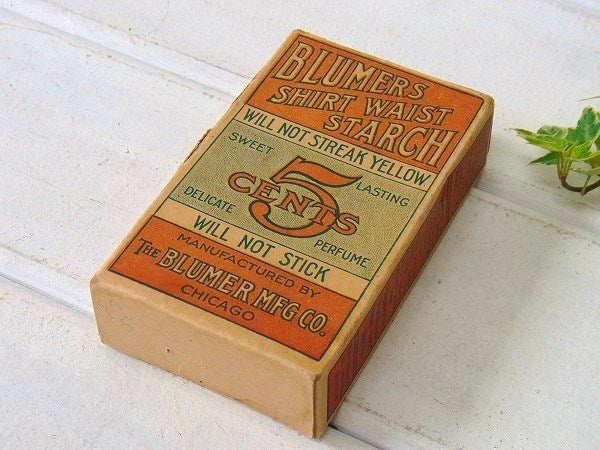 BLUMERS
SHIRT WAIST
STARCH
WILL NOT STREAK YELLOW
SWEET LASTING
5
CENTS
DELICATE PERFUME
WILL NOT STICK
MANUFACTURED BY
THE BLUMER MFG CO.
CHICAGO